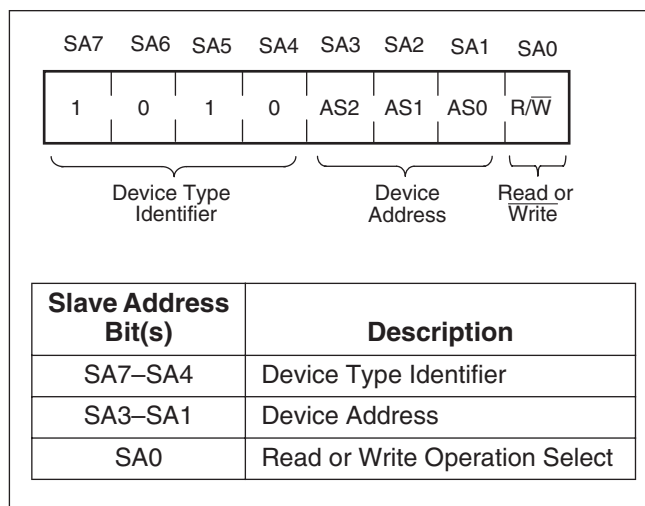 SA7 SA6 SA5 SA4 SA3 SA2 SA1 SA0
1 0 1 0 AS2 AS1 AS0 R/W̅
Device Type Device Read or
Identifier Address W̅r̅i̅t̅e̅
Slave Address
Bit(s) Description
SA7–SA4 Device Type Identifier
SA3–SA1 Device Address
SA0 Read or Write Operation Select